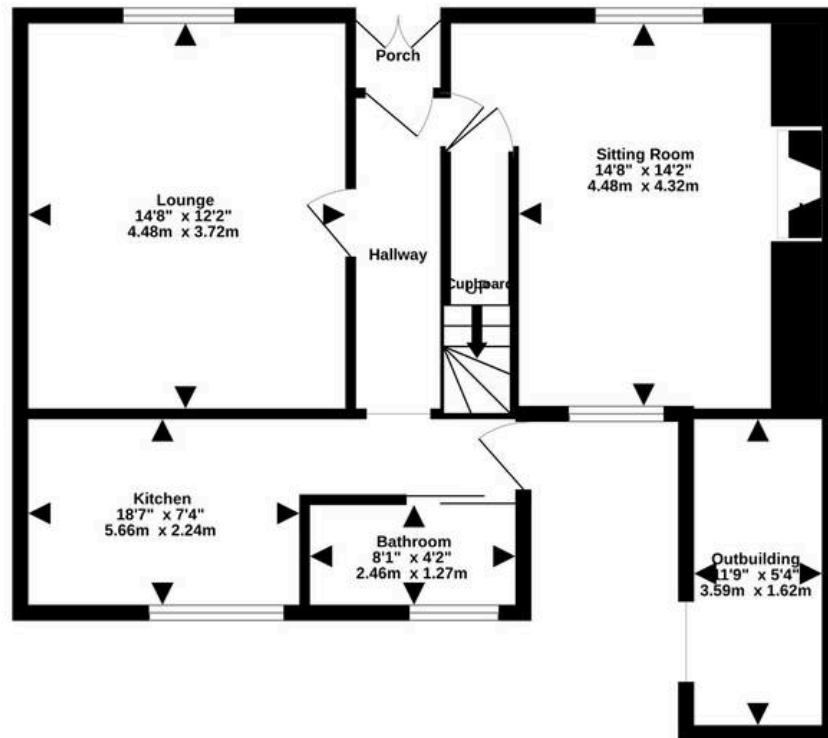 Porch
Lounge
14'8" x 12'2"
4.48m x 3.72m
Sitting Room
14'8" x 14'2"
4.48m x 4.32m
Hallway
Cupboard
UP
Kitchen
18'7" x 7'4"
5.66m x 2.24m
Bathroom
8'1" x 4'2"
2.46m x 1.27m
Outbuilding
11'9" x 5'4"
3.59m x 1.62m